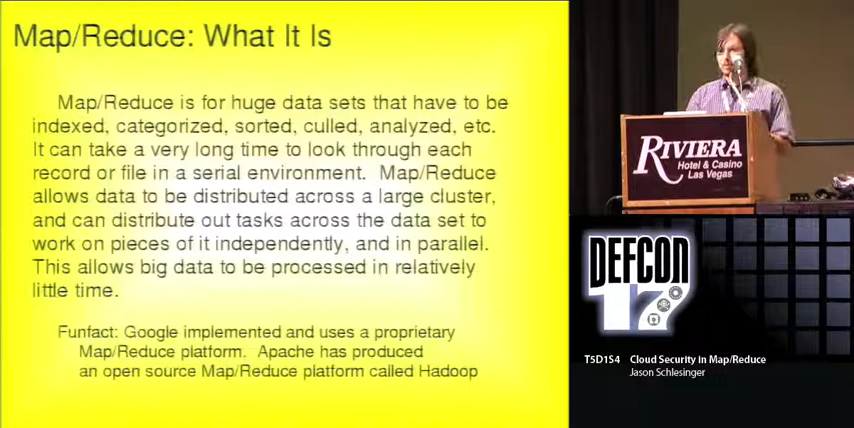 Map/Reduce: What It Is
Map/Reduce is for huge data sets that have to be
indexed, categorized, sorted, culled, analyzed, etc.
It can take a very long time to look through each
record or file in a serial environment. Map/Reduce
allows data to be distributed across a large cluster,
and can distribute out tasks across the data set to
work on pieces of it independently, and in parallel.
This allows big data to be processed in relatively
little time.
Funfact: Google implemented and uses a proprietary
Map/Reduce platform. Apache has produced
an open source Map/Reduce platform called Hadoop
RIVIERA
Hotel & Casino
Las Vegas
DEFCON
17
T5D1S4 Cloud Security in Map/Reduce
Jason Schlesinger